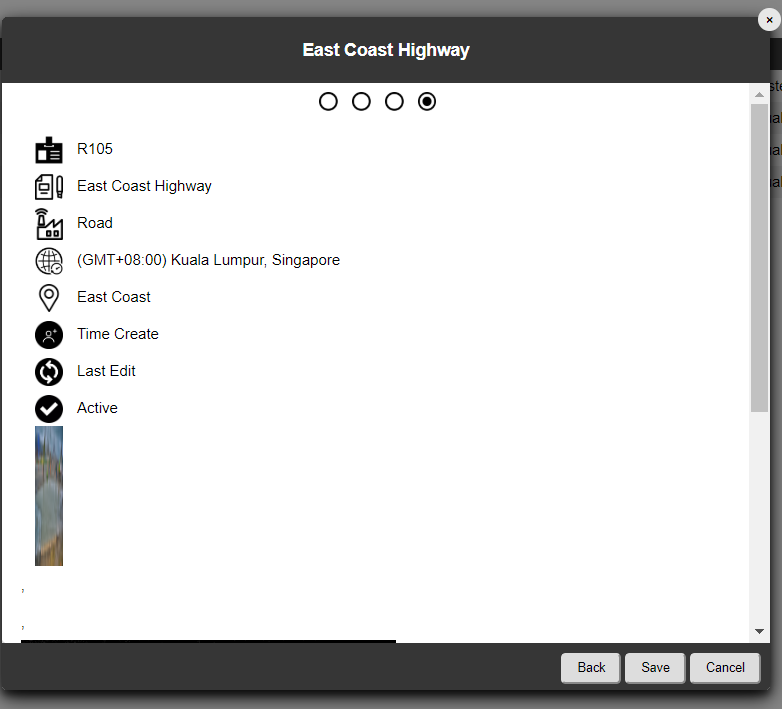 ×
East Coast Highway
R105
East Coast Highway
Road
(GMT+08:00) Kuala Lumpur, Singapore
East Coast
Time Create
Last Edit
Active
,
,
Back
Save
Cancel